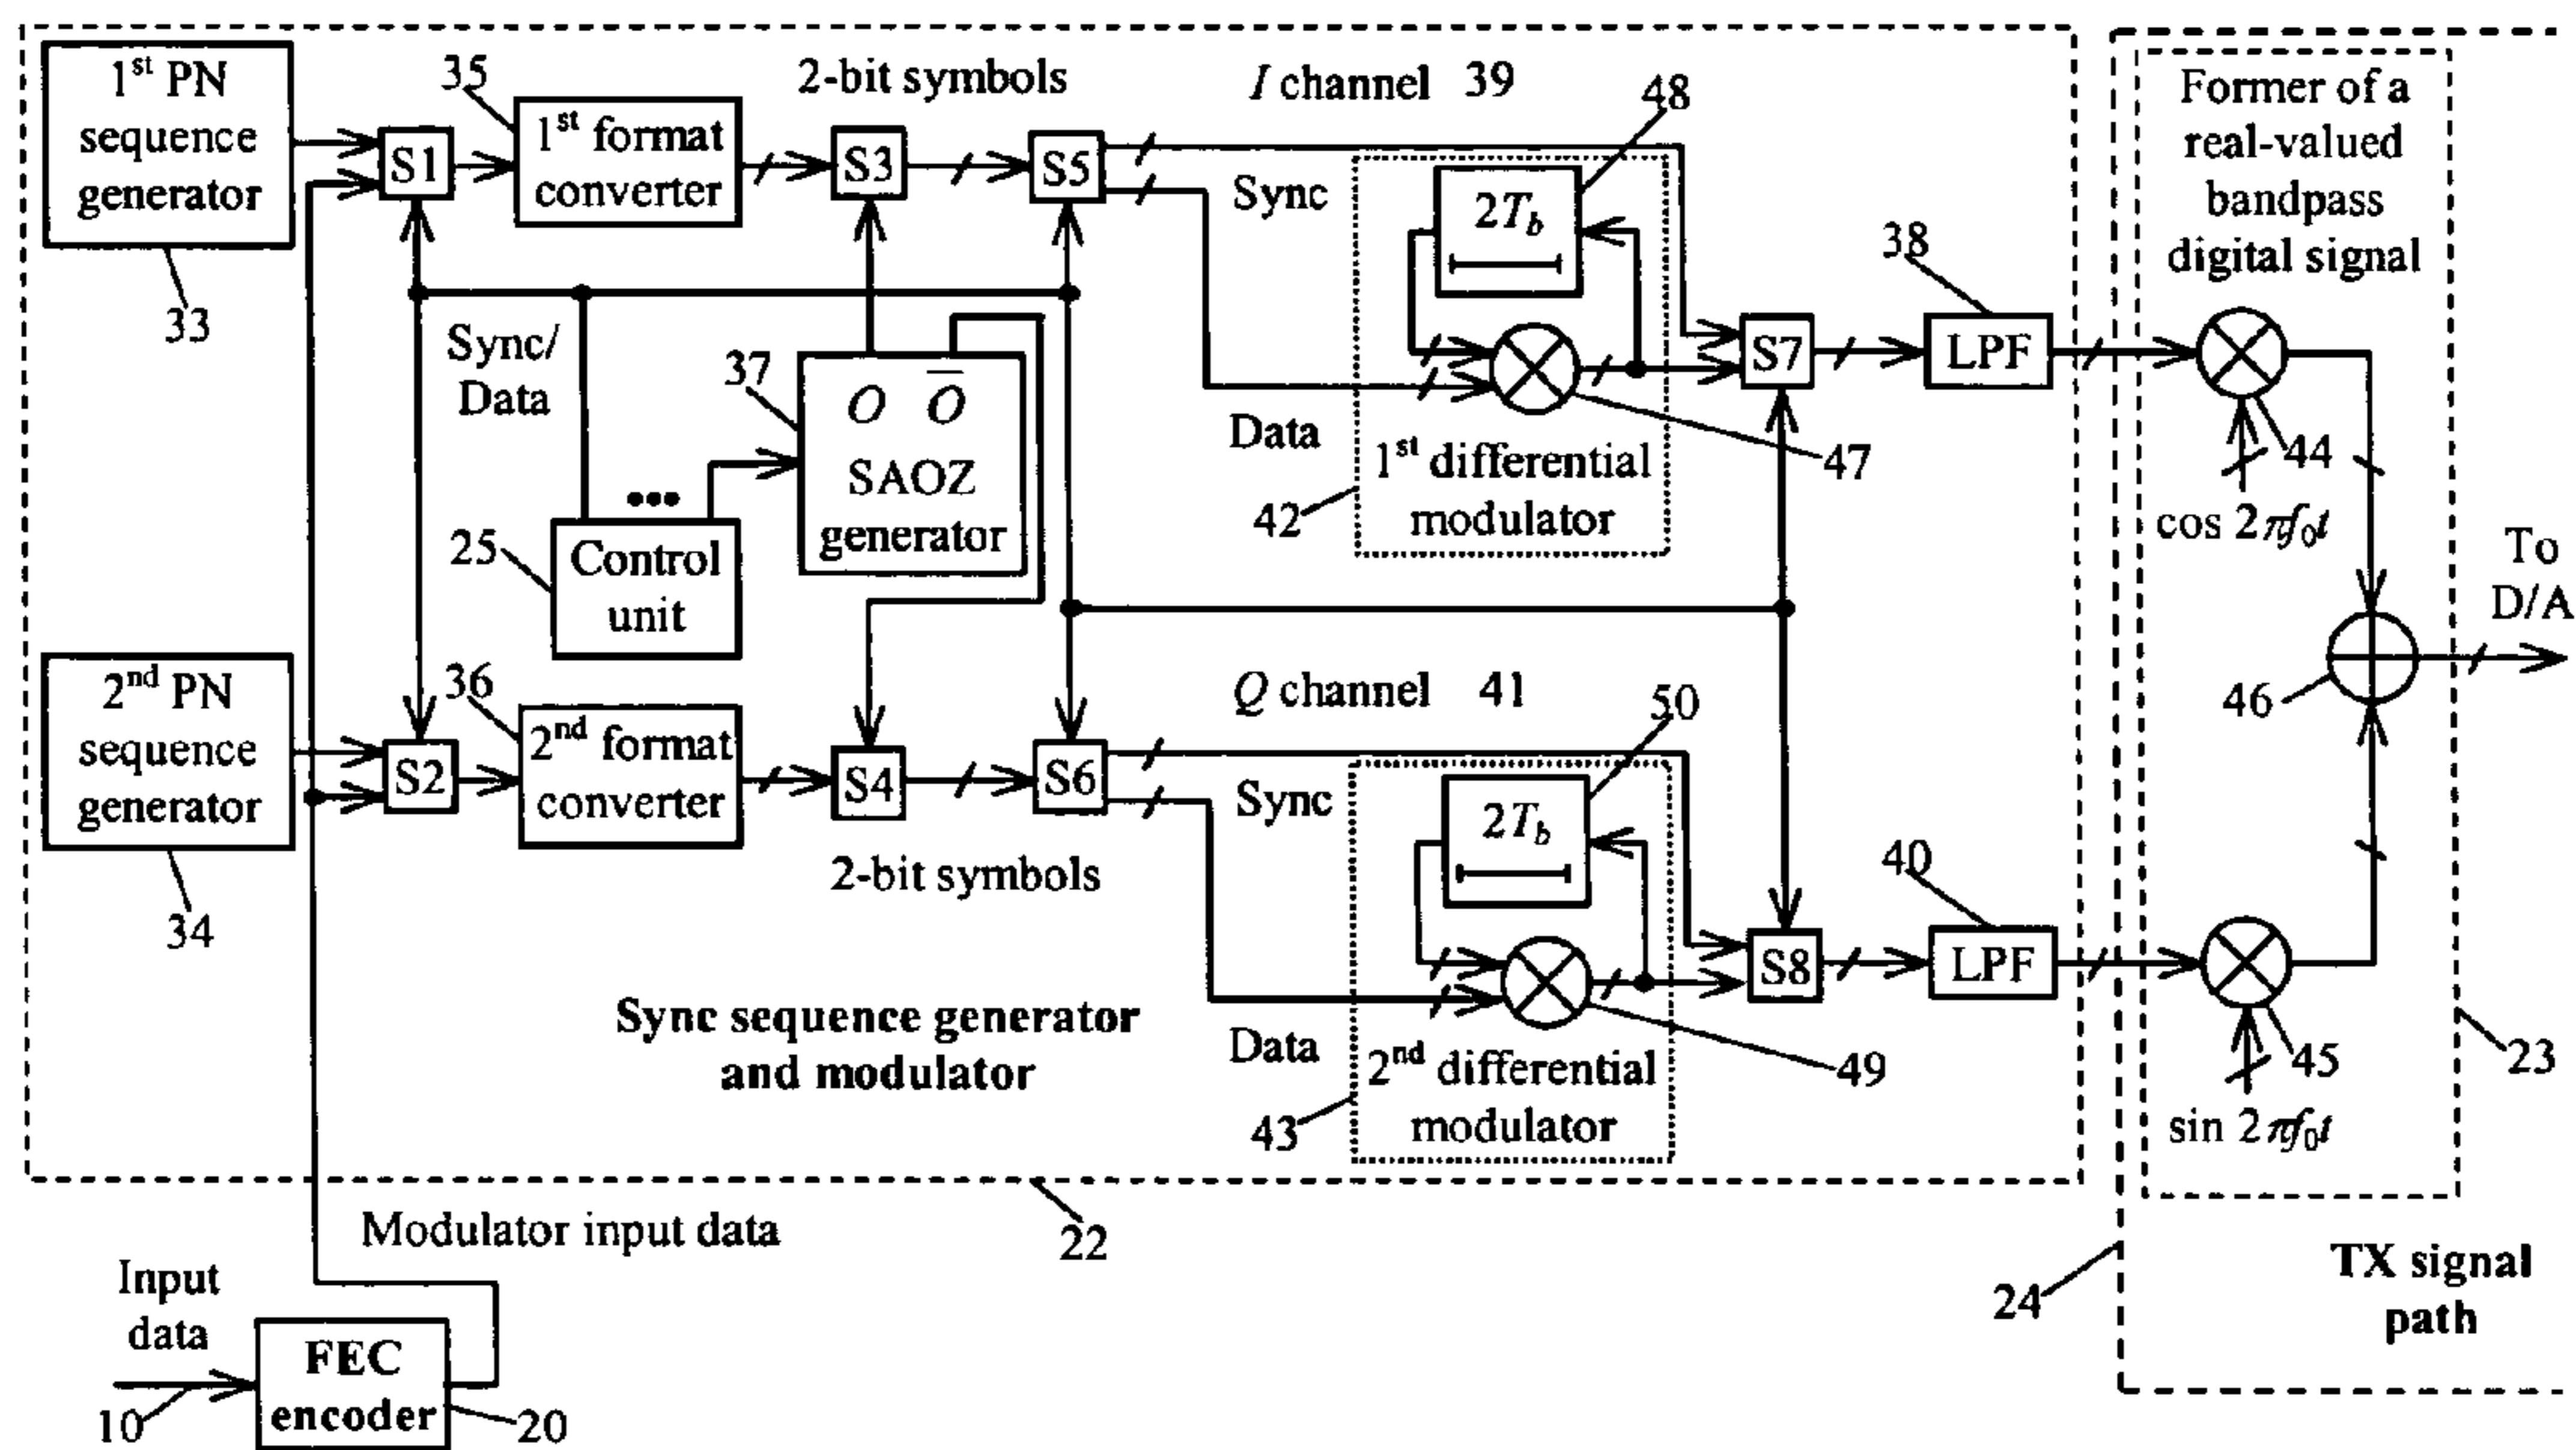 1st PN
sequence
generator
33
35
2-bit symbols
1st format
converter
S1
S3
S5
I channel 39
48
Sync
2Tb
Data
47
1st differential
modulator
42
S7
38
LPF
Former of a
real-valued
bandpass
digital signal
44
cos 2πf0t
Sync/
Data
37
O O̅
SAOZ
generator
•••
25
Control
unit
To
D/A
46
2nd PN
sequence
generator
34
36
2nd format
converter
S2
S4
S6
2-bit symbols
Q channel 41
50
Sync
2Tb
Data
49
2nd differential
modulator
43
S8
40
LPF
45
sin 2πf0t
23
Sync sequence generator
and modulator
22
Modulator input data
Input
data
10
FEC
encoder
20
24
TX signal
path